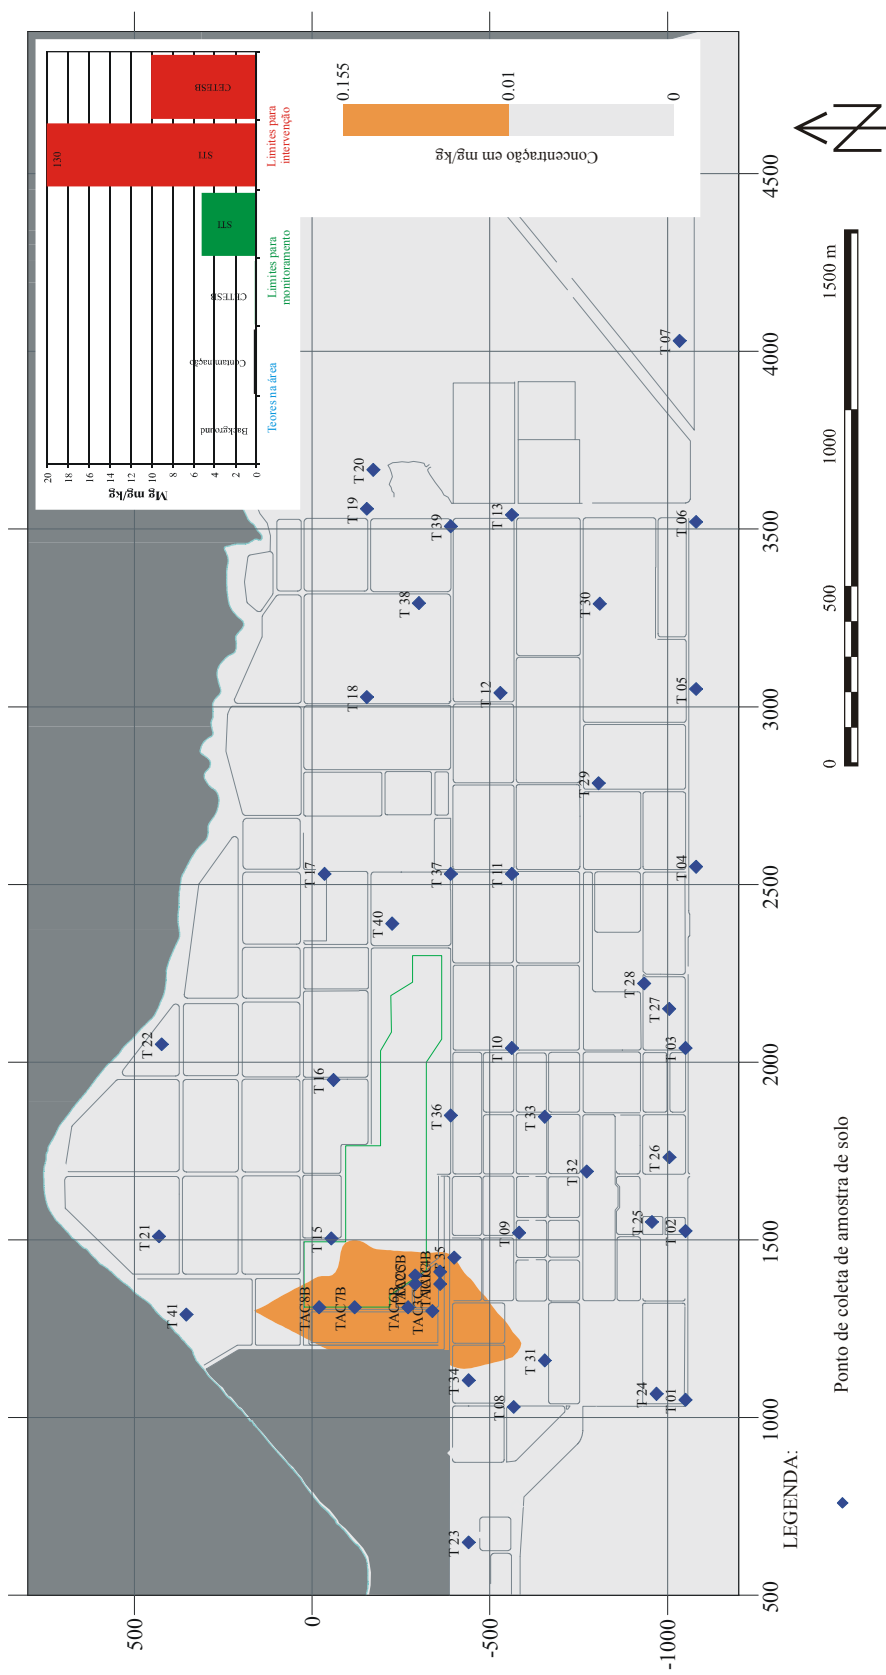 20
18
16
14
12
10
8
6
4
2
0
Mg mg/kg
Background
Contaminação
CETESB
STI
STI
130
CETESB
Teores na área
Limites para
monitoramento
Limites para
intervenção
0.155
0.01
0
Concentração em mg/kg
N
500
0
-500
-1000
500
1000
1500
2000
2500
3000
3500
4000
4500
T 41
T 21
T 22
T 15
T 16
T 17
T 18
T 19
T 20
TAC8B
TAC7B
TAC6B
T 35
T 36
T 40
T 37
T 38
T 39
T 23
T 34
T 08
T 31
T 09
T 10
T 11
T 12
T 13
T 33
T 32
T 29
T 30
T 24
T 01
T 25
T 02
T 26
T 03
T 27
T 28
T 04
T 05
T 06
T 07
0
500
1000
1500 m
LEGENDA:
Ponto de coleta de amostra de solo